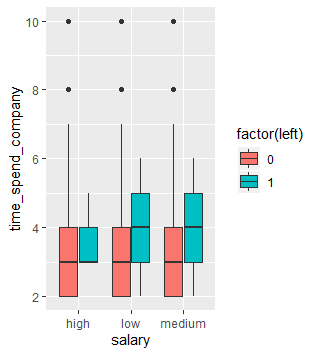 10
8
6
4
2
time_spend_company
high
low
medium
salary
factor(left)
0
1